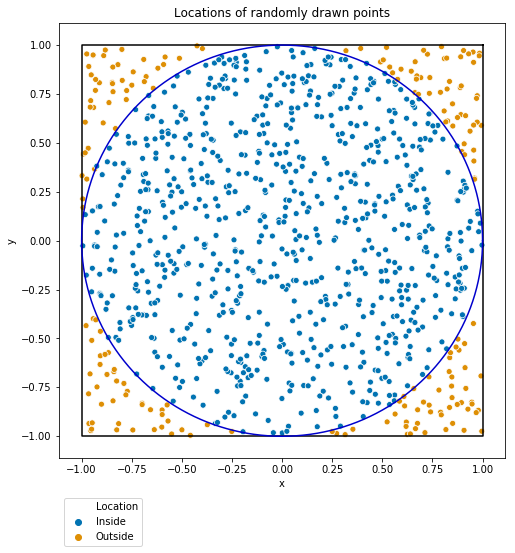 Locations of randomly drawn points
y
1.00
0.75
0.50
0.25
0.00
−0.25
−0.50
−0.75
−1.00
−1.00 −0.75 −0.50 −0.25 0.00 0.25 0.50 0.75 1.00
x
Location
Inside
Outside